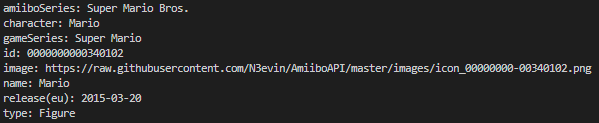 amiiboSeries: Super Mario Bros.
character: Mario
gameSeries: Super Mario
id: 0000000000340102
image: https://raw.githubusercontent.com/N3evin/AmiiboAPI/master/images/icon_00000000-00340102.png
name: Mario
release(eu): 2015-03-20
type: Figure